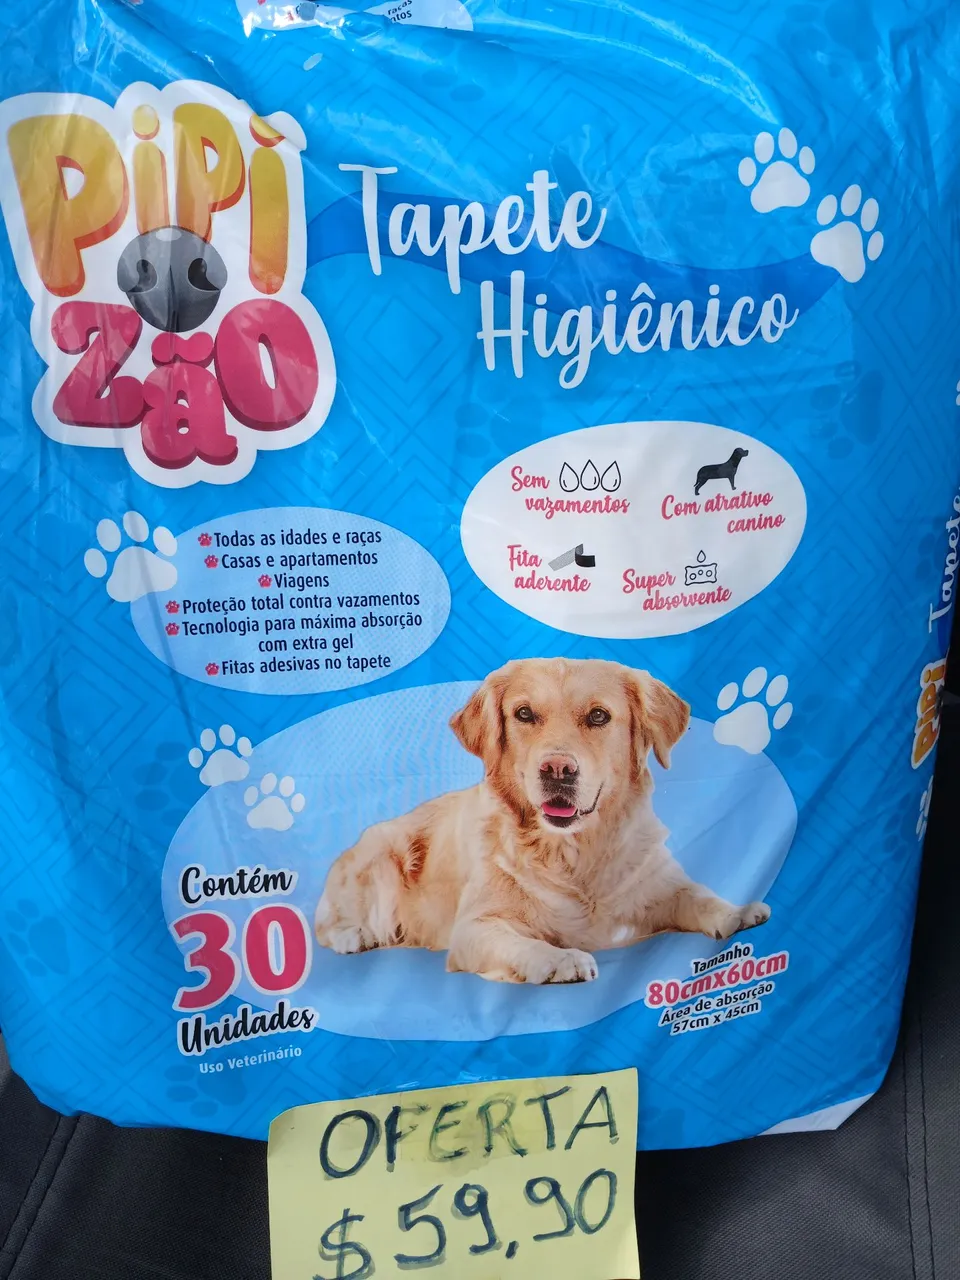 PiPi
zão
Tapete
Higiênico
Sem
vazamentos
Com atrativo
canino
Fita
aderente
Super
absorvente
Todas as idades e raças
Casas e apartamentos
Viagens
Proteção total contra vazamentos
Tecnologia para máxima absorção
com extra gel
Fitas adesivas no tapete
Contém
30
Unidades
Uso Veterinário
Tamanho
80cmx60cm
Área de absorção
57cm x 45cm
Tapete
PiPi
OFERTA
$59,90